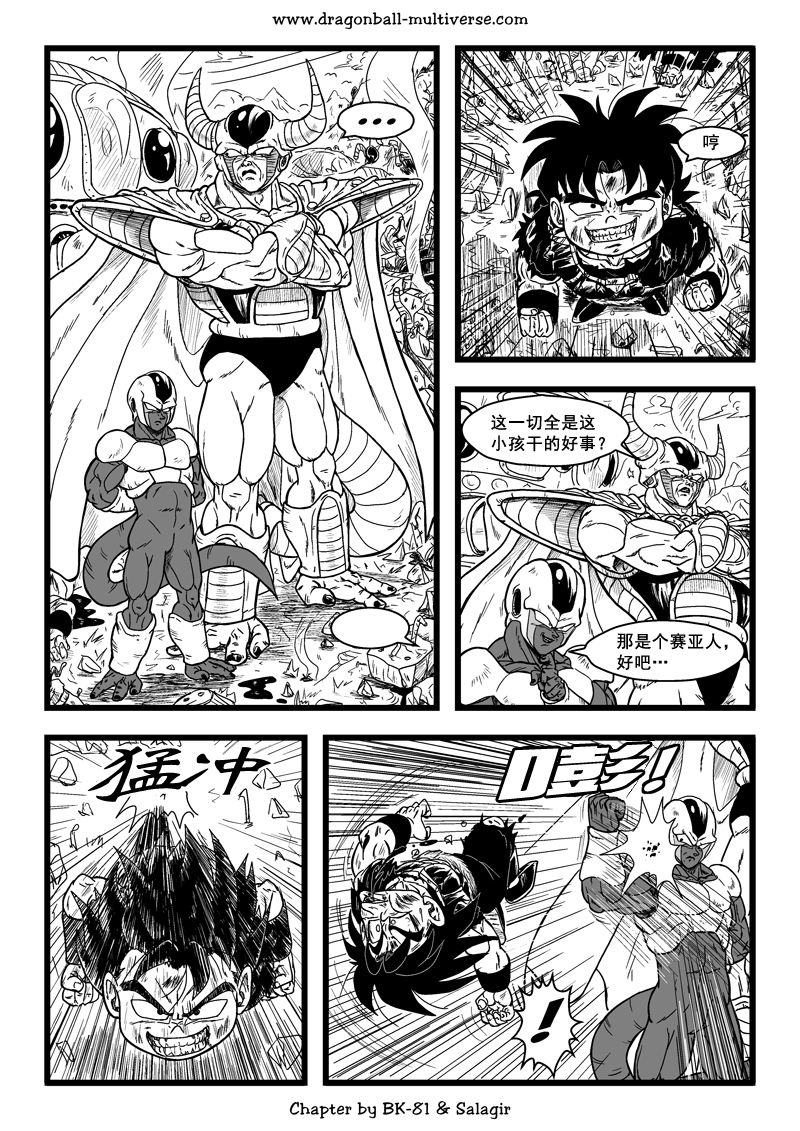 www.dragonball-multiverse.com
...
哼
这一切全是这
小孩干的好事？
那是个赛亚人，
好吧…
猛冲
嘭！
!
Chapter by BK-81 & Salagir